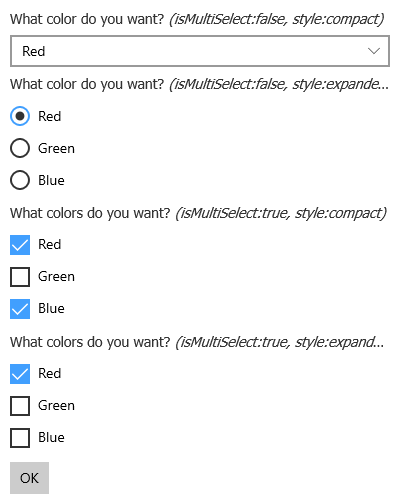 What color do you want? (isMultiSelect:false, style:compact)
Red
What color do you want? (isMultiSelect:false, style:expande...
Red
Green
Blue
What colors do you want? (isMultiSelect:true, style:compact)
Red
Green
Blue
What colors do you want? (isMultiSelect:true, style:expand...
Red
Green
Blue
OK